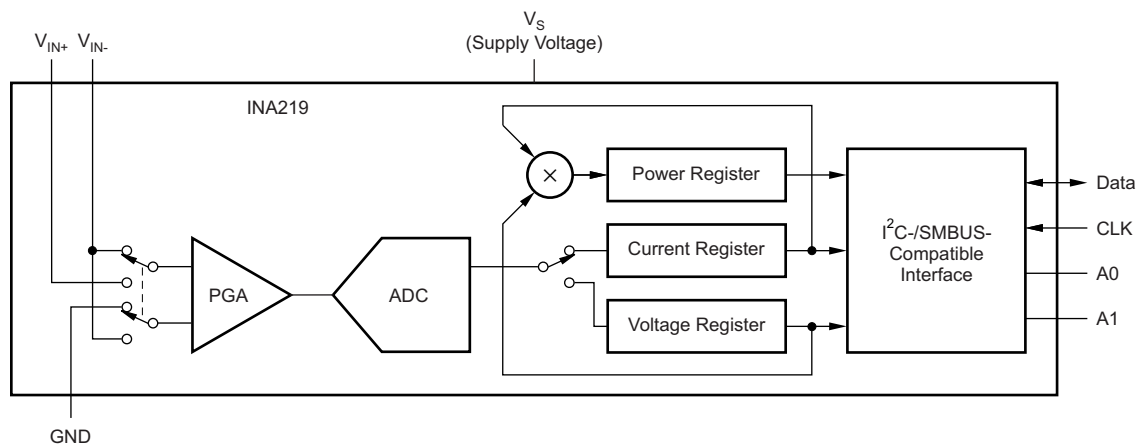 V_S
(Supply Voltage)
V_IN+ V_IN-
INA219
×
Power Register
Current Register
Voltage Register
PGA
ADC
I²C-/SMBUS-
Compatible
Interface
Data
CLK
A0
A1
GND